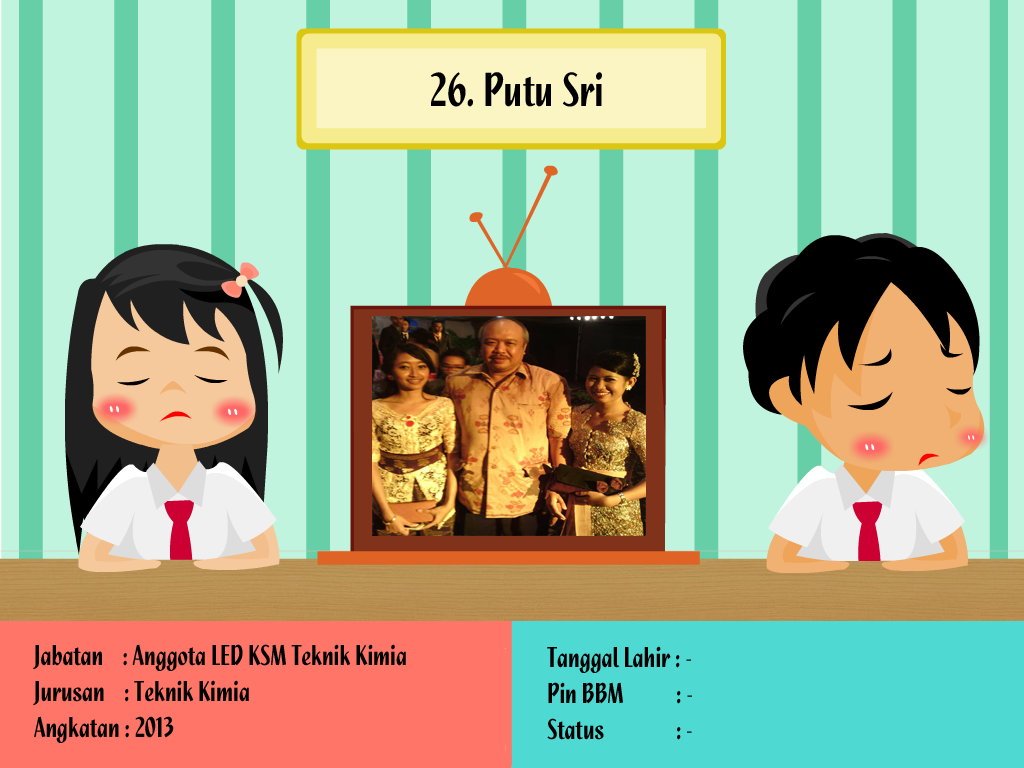 26. Putu Sri
Jabatan : Anggota LED KSM Teknik Kimia
Jurusan : Teknik Kimia
Angkatan : 2013
Tanggal Lahir : -
Pin BBM : -
Status : -